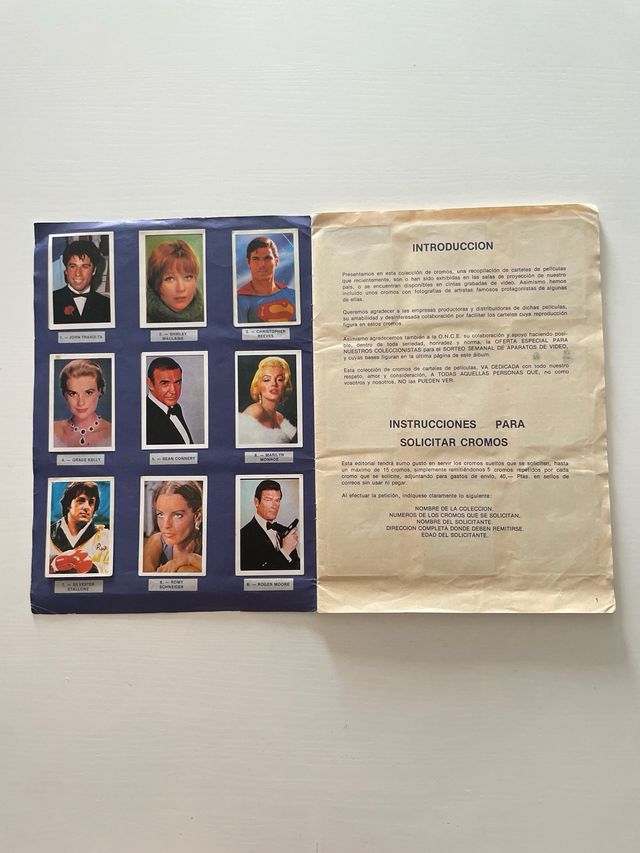 1. — JOHN TRAVOLTA
2. — SHIRLEY
MACLAINE
3. — CHRISTOPHER
REEVES
4. — GRACE KELLY
5. — SEAN CONNERY
6. — MARILYN
MONROE
7. — SILVESTER
STALLONE
8. — ROMY
SCHNEIDER
9. — ROGER MOORE
INTRODUCCION
Presentamos en esta colección de cromos, una recopilación de carteles de películas
que recientemente, son o han sido exhibidas en las salas de proyección de nuestro
país, o se encuentran disponibles en cintas grabadas de video. Asimismo hemos
incluido unos cromos con fotografías de artistas famosos protagonistas de algunas
de ellas.
Queremos agradecer a las empresas productoras y distribuidoras de dichas películas,
su amabilidad y desinteresada colaboración por facilitar los carteles cuya reproducción
figura en estos cromos.
Asimismo agradecemos también a la O.N.C.E. su colaboración y apoyo haciendo posi-
ble, dentro de toda seriedad, honradez y norma, la OFERTA ESPECIAL PARA
NUESTROS COLECCIONISTAS para el SORTEO SEMANAL DE APARATOS DE VIDEO,
y cuyas bases figuran en la última página de este álbum.
Esta colección de cromos de carteles de películas, VA DEDICADA con todo nuestro
respeto, amor y consideración, A TODAS AQUELLAS PERSONAS QUE, no como
vosotros y nosotros, NO las PUEDEN VER.
INSTRUCCIONES PARA
SOLICITAR CROMOS
Esta editorial tendrá sumo gusto en servir los cromos sueltos que se soliciten, hasta
un máximo de 15 cromos, simplemente remitiéndonos 5 cromos repetidos por cada
cromo que se solicite, adjuntando para gastos de envío, 40,— Ptas. en sellos de
correos sin usar ni pegar.
Al efectuar la petición, indíquese claramente lo siguiente:
NOMBRE DE LA COLECCION.
NUMEROS DE LOS CROMOS QUE SE SOLICITAN.
NOMBRE DEL SOLICITANTE.
DIRECCION COMPLETA DONDE DEBEN REMITIRSE.
EDAD DEL SOLICITANTE.
1